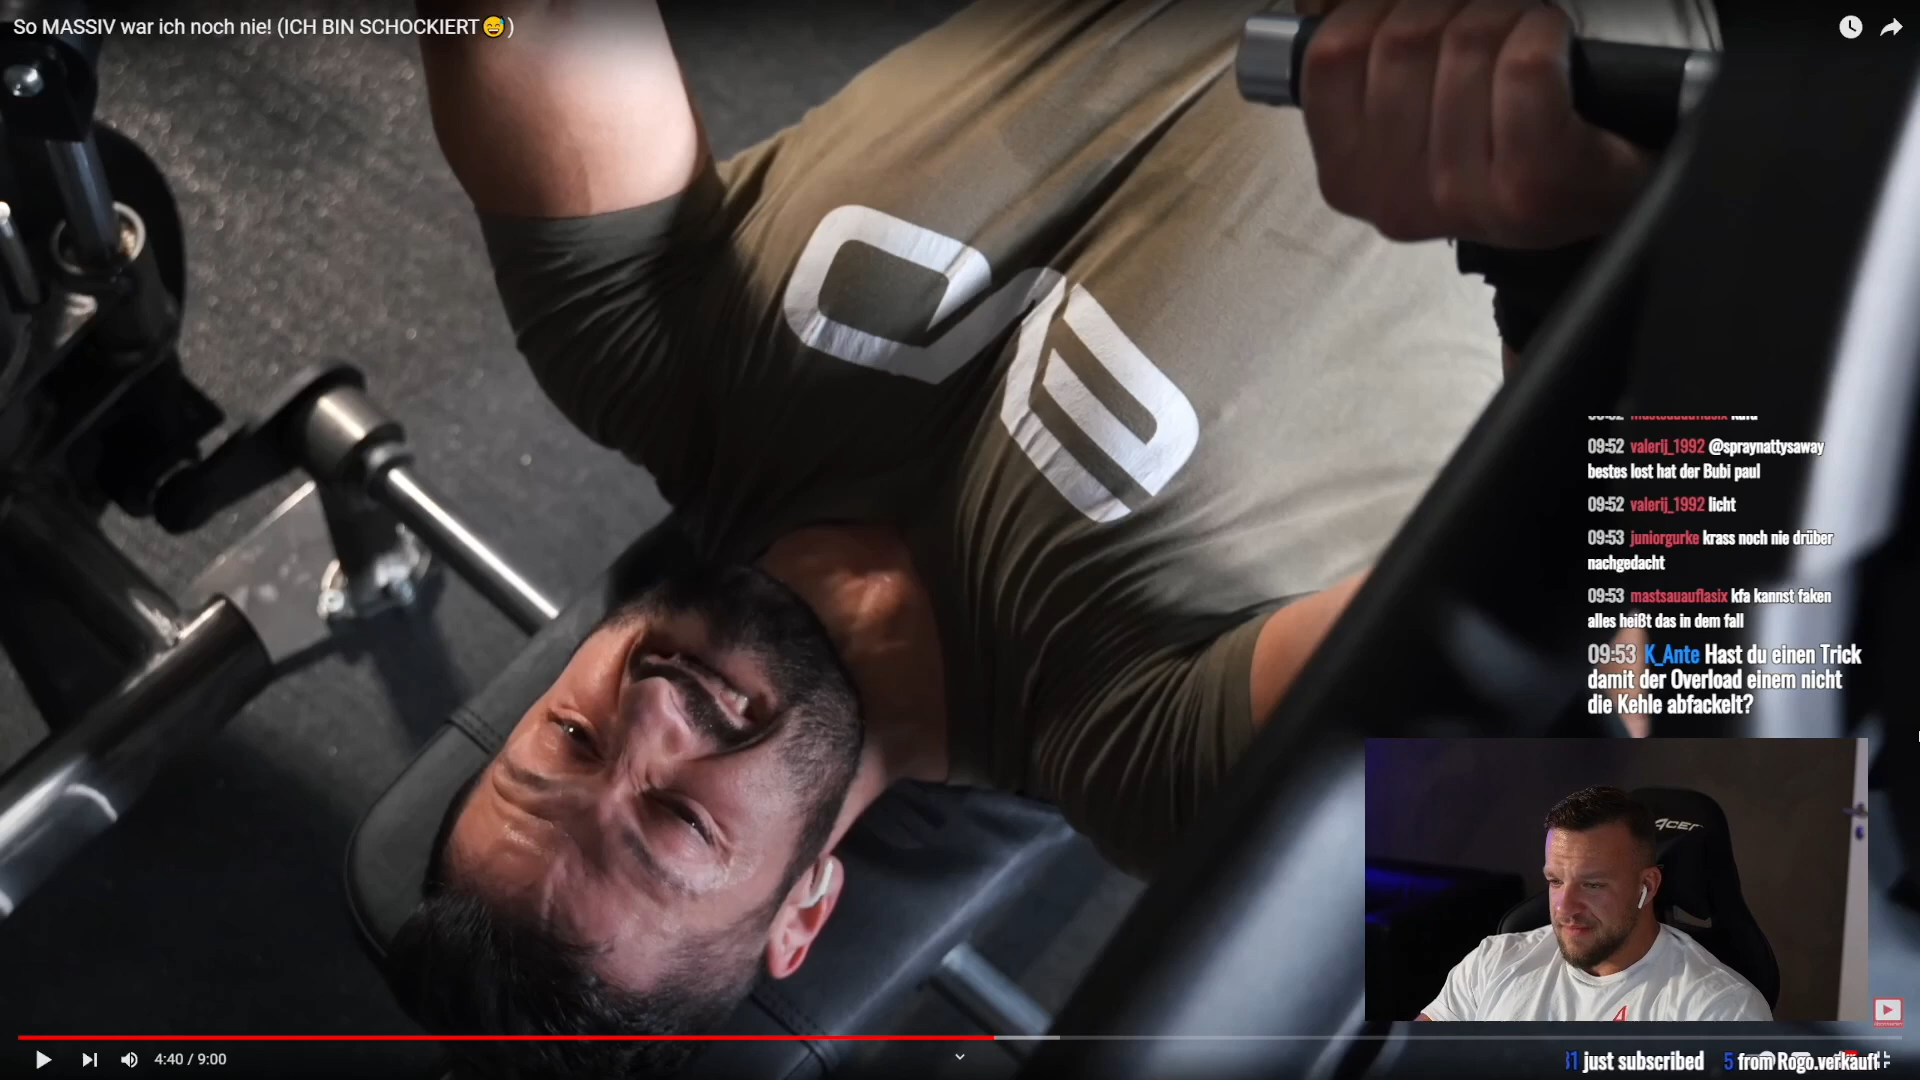 So MASSIV war ich noch nie! (ICH BIN SCHOCKIERT😅)
09:52 valerij_1992 @spraynattysaway
bestes lost hat der Bubi paul
09:52 valerij_1992 licht
09:53 juniorgurke krass noch nie drüber
nachgedacht
09:53 mastsauauflasix kfa kannst faken
alles heißt das in dem fall
09:53 K_Ante Hast du einen Trick
damit der Overload einem nicht
die Kehle abfackelt?
acer
4:40 / 9:00
just subscribed 5 from Rogo.verkauft